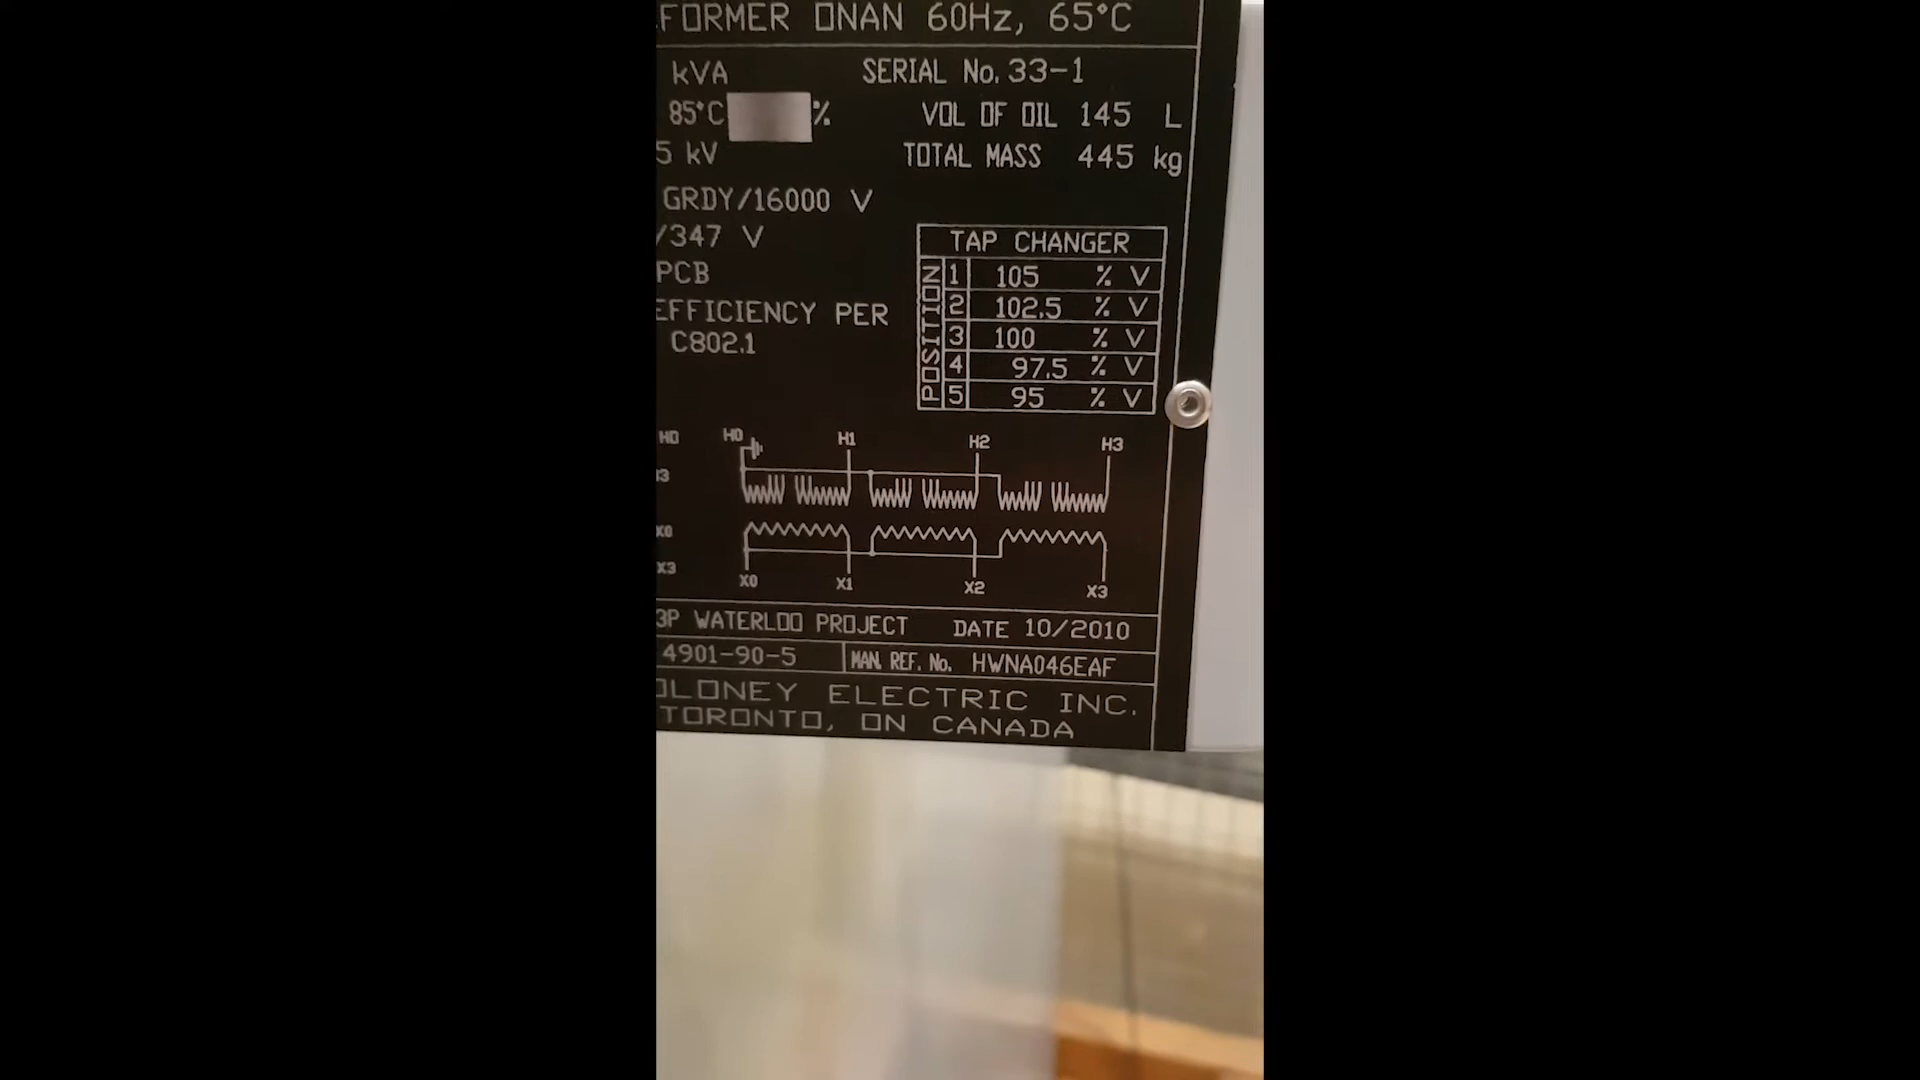 FORMER ONAN 60Hz, 65°C
kVA SERIAL No. 33-1
85°C % VOL OF OIL 145 L
5 kV TOTAL MASS 445 kg
GRDY/16000 V
/347 V
PCB
EFFICIENCY PER
C802.1
TAP CHANGER
POSITION
1 105 % V
2 102.5 % V
3 100 % V
4 97.5 % V
5 95 % V
H0 H0 H1 H2 H3
3
X0
X3 X0 X1 X2 X3
3P WATERLOO PROJECT DATE 10/2010
4901-90-5 MAN. REF. No. HWNA046EAF
OLONEY ELECTRIC INC.
TORONTO, ON CANADA